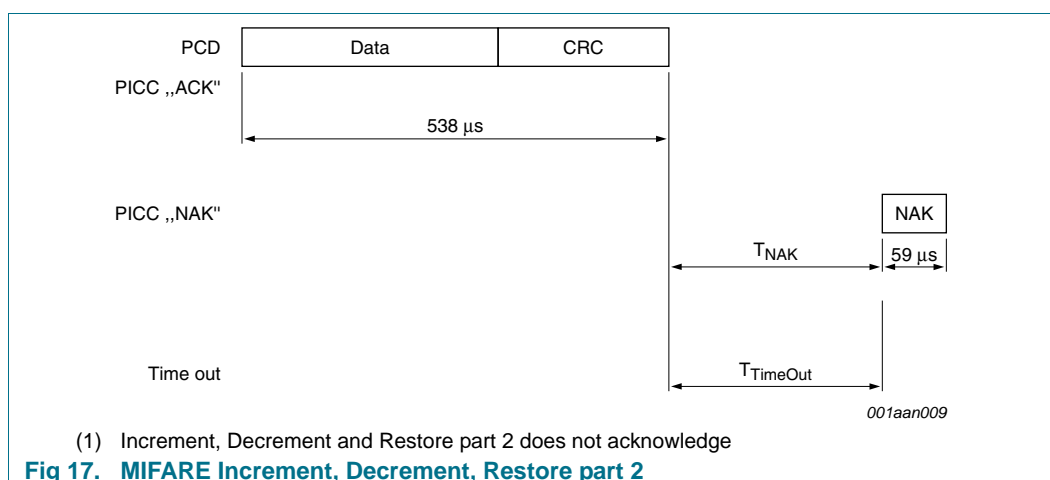 PCD Data CRC
PICC ,,ACK"
538 μs
PICC ,,NAK" NAK
TNAK 59 μs
Time out TTimeOut
001aan009
(1) Increment, Decrement and Restore part 2 does not acknowledge
Fig 17. MIFARE Increment, Decrement, Restore part 2